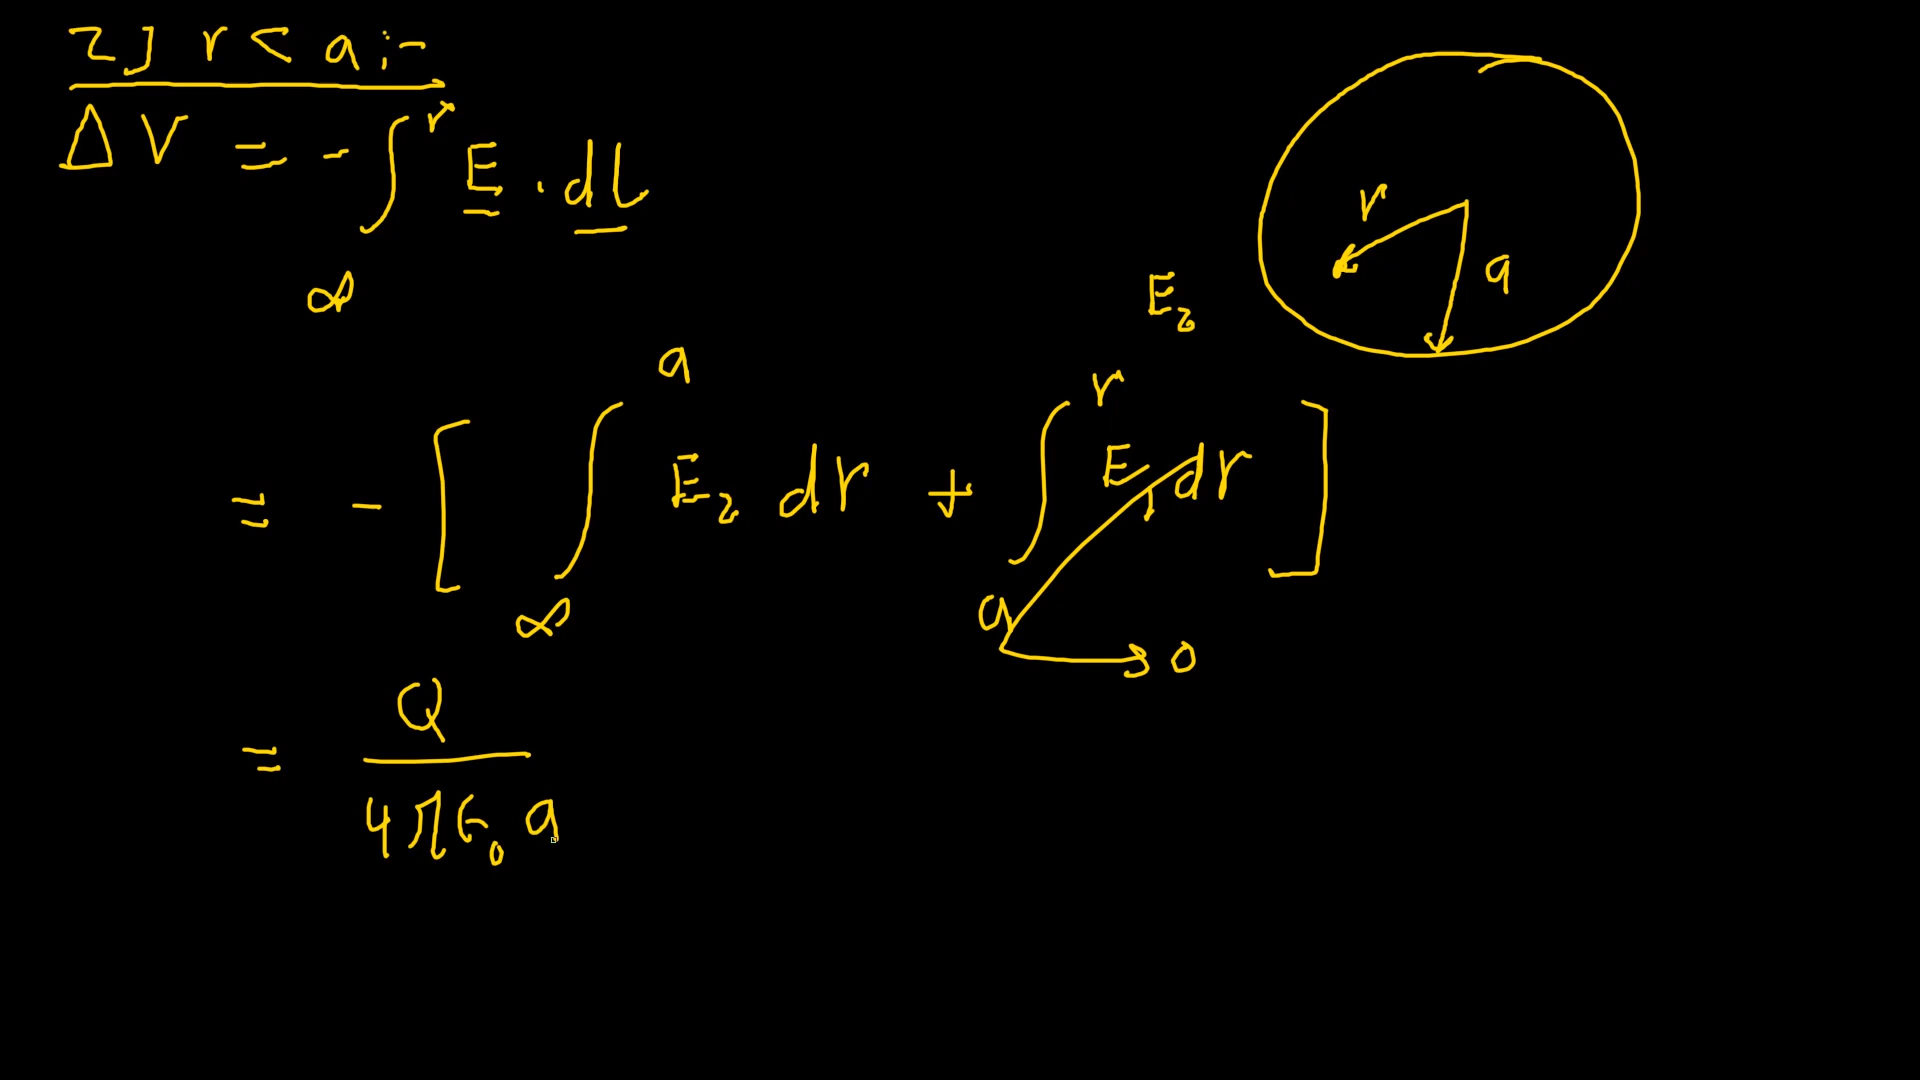 2] r < a :-
ΔV = - ∫_∞^r E · dl
r
a
E₂
= - [ ∫_∞^a E₂ dr + ∫_a^r E₁ dr ]
→ 0
= Q / 4πε₀ a